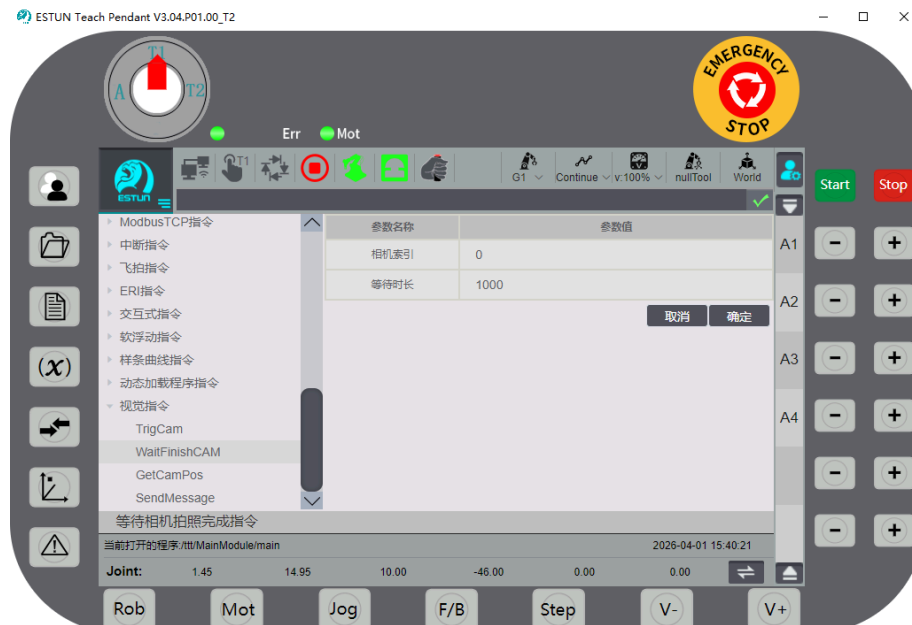 ESTUN Teach Pendant V3.04.P01.00_T2
T1
A
T2
EMERGENCY
STOP
Err
Mot
ESTUN
T1
G1
Continue
v:100%
nullTool
World
Start
Stop
ModbusTCP指令
中断指令
飞拍指令
ERI指令
交互式指令
软浮动指令
样条曲线指令
动态加载程序指令
视觉指令
TrigCam
WaitFinishCAM
GetCamPos
SendMessage
参数名称 参数值
相机索引 0
等待时长 1000
取消 确定
A1
A2
A3
A4
(x)
等待相机拍照完成指令
当前打开的程序:/ttt/MainModule/main 2026-04-01 15:40:21
Joint: 1.45 14.95 10.00 -46.00 0.00 0.00
Rob Mot Jog F/B Step V- V+